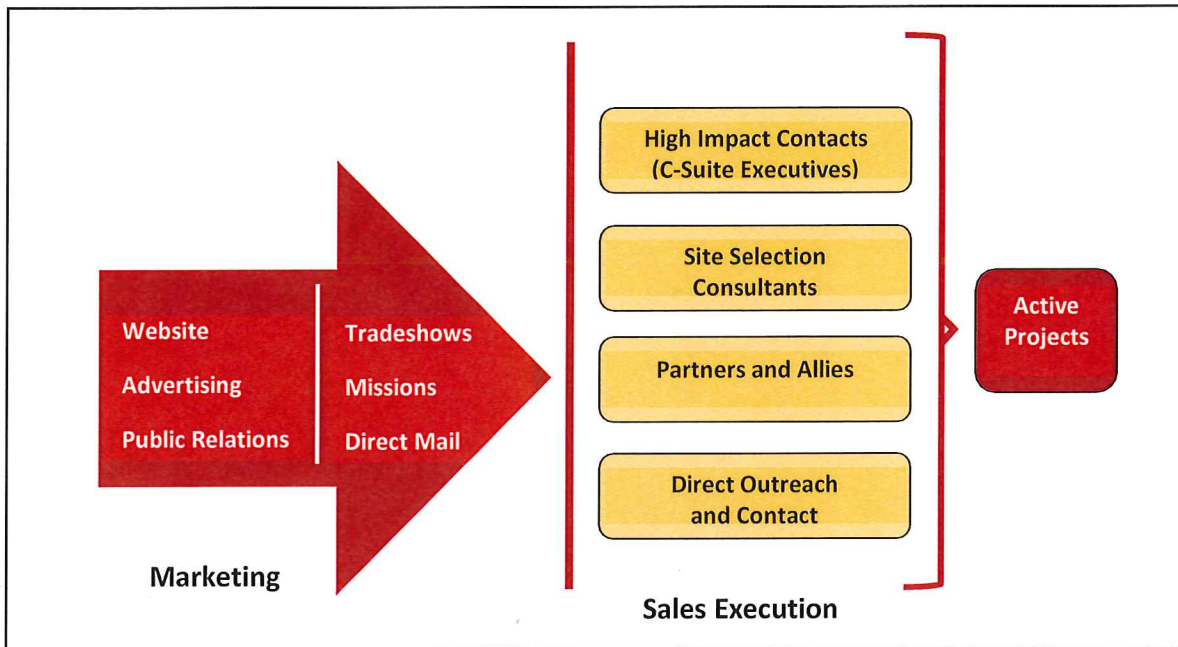 Website
Advertising
Public Relations
Tradeshows
Missions
Direct Mail
Marketing
High Impact Contacts
(C-Suite Executives)
Site Selection
Consultants
Partners and Allies
Direct Outreach
and Contact
Sales Execution
Active
Projects